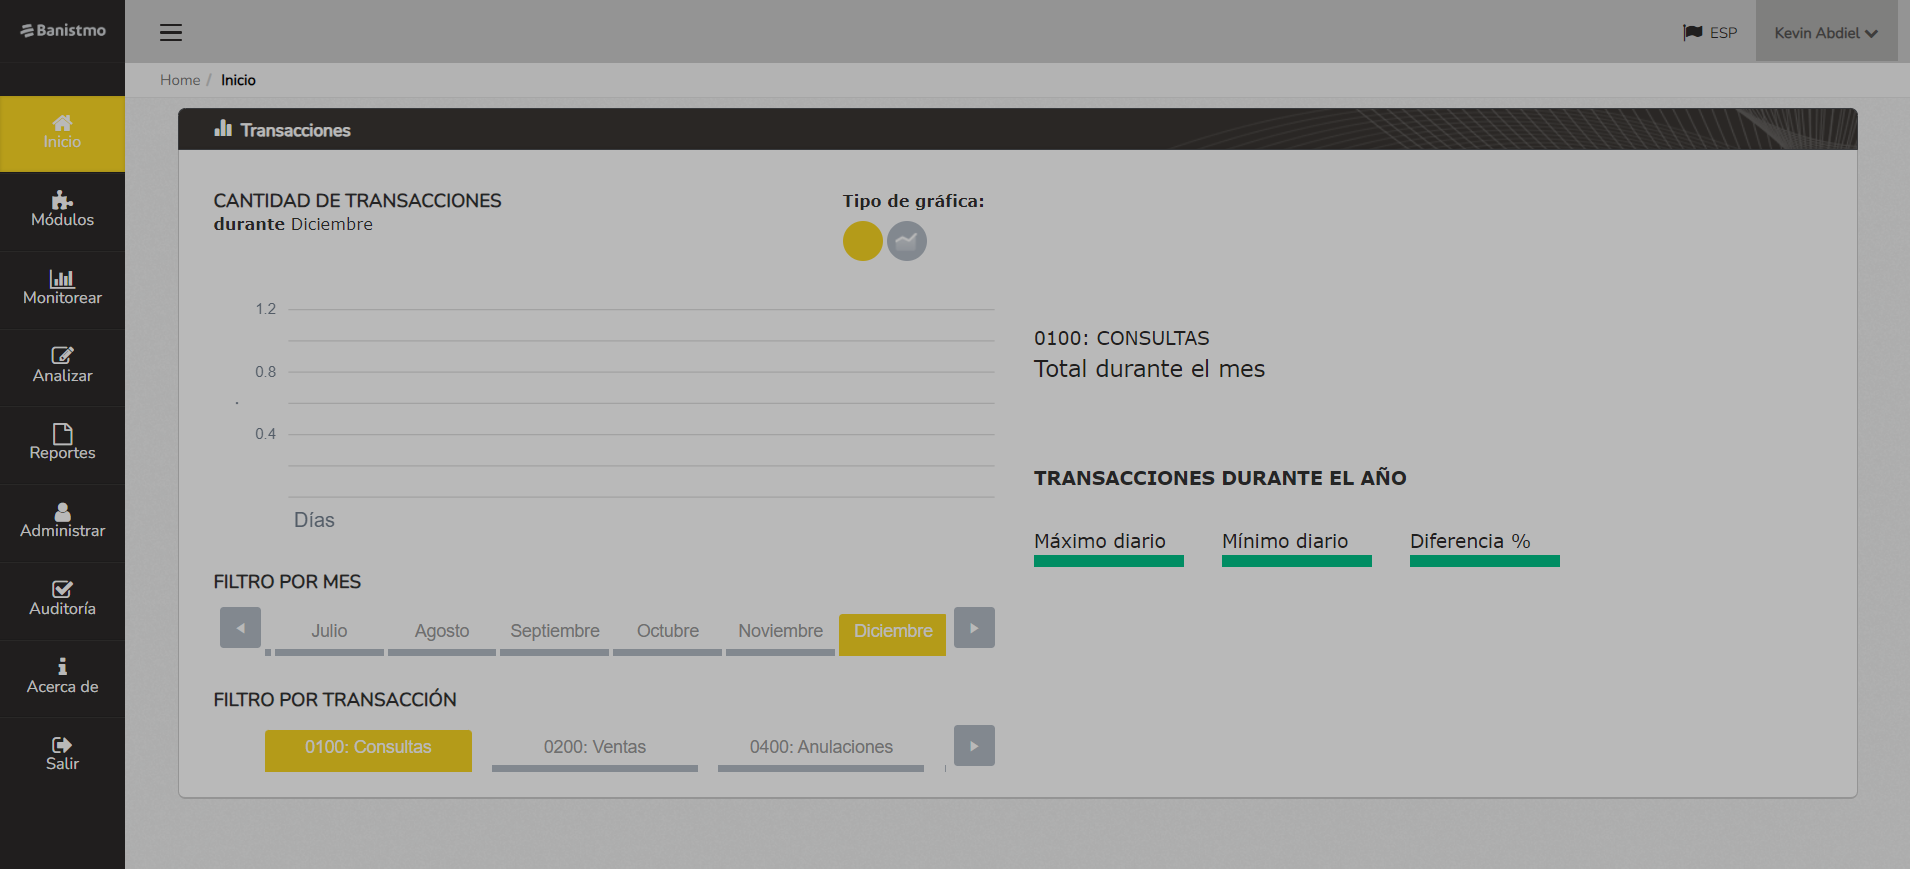 Banistmo
ESP
Kevin Abdiel
Home / Inicio
Inicio
Módulos
Monitorear
Analizar
Reportes
Administrar
Auditoría
Acerca de
Salir
Transacciones
CANTIDAD DE TRANSACCIONES
durante Diciembre
Tipo de gráfica:
1.2
0.8
0.4
Días
0100: CONSULTAS
Total durante el mes
TRANSACCIONES DURANTE EL AÑO
Máximo diario
Mínimo diario
Diferencia %
FILTRO POR MES
Julio
Agosto
Septiembre
Octubre
Noviembre
Diciembre
FILTRO POR TRANSACCIÓN
0100: Consultas
0200: Ventas
0400: Anulaciones